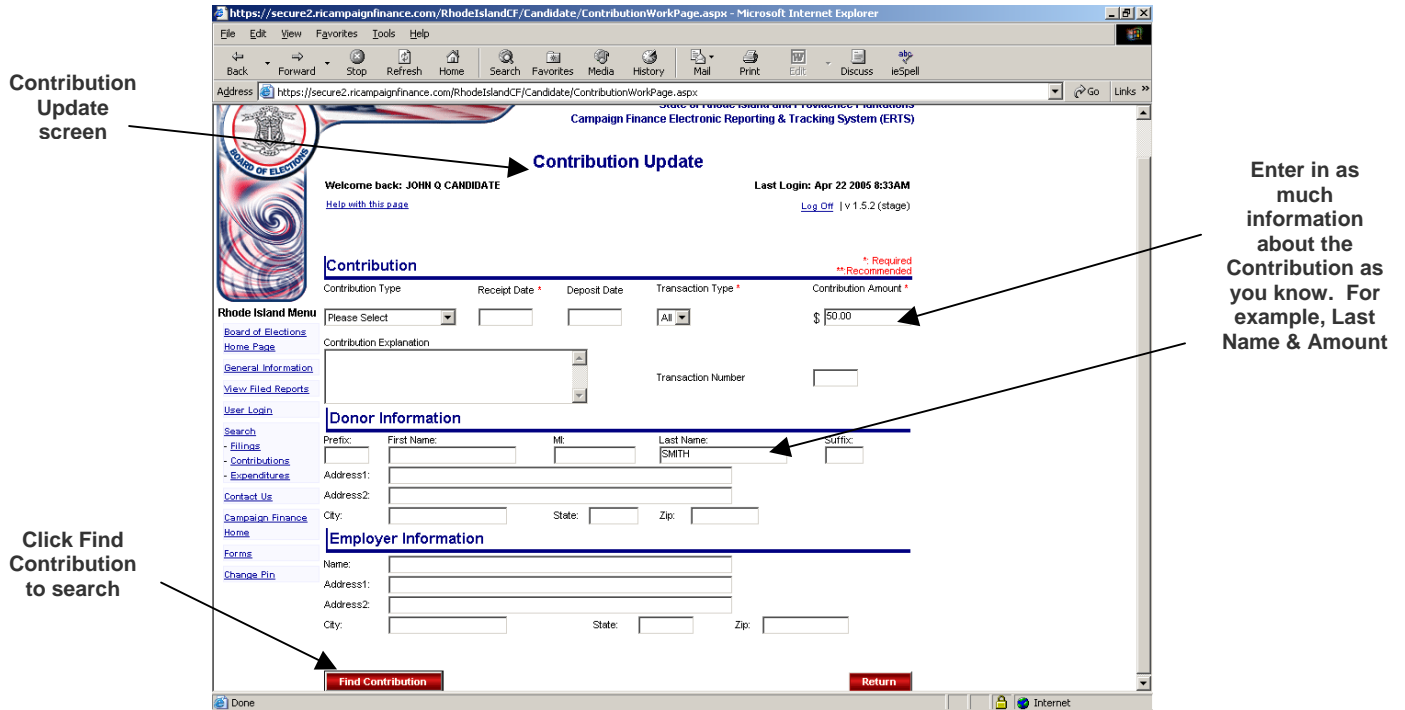 https://secure2.ricampaignfinance.com/RhodeIslandCF/Candidate/ContributionWorkPage.aspx - Microsoft Internet Explorer
File Edit View Favorites Tools Help
Back Forward Stop Refresh Home Search Favorites Media History Mail Print Edit Discuss ieSpell
Address https://secure2.ricampaignfinance.com/RhodeIslandCF/Candidate/ContributionWorkPage.aspx Go Links »
State of Rhode Island and Providence Plantations
Campaign Finance Electronic Reporting & Tracking System (ERTS)
BOARD OF ELECTIONS
Contribution Update
Welcome back: JOHN Q CANDIDATE Last Login: Apr 22 2005 8:33AM
Help with this page Log Off | v 1.5.2 (stage)
Contribution
*: Required
**:Recommended
Contribution Type Receipt Date * Deposit Date Transaction Type * Contribution Amount *
Please Select All $ 50.00
Contribution Explanation
Transaction Number
Donor Information
Prefix: First Name: MI: Last Name: Suffix:
SMITH
Address1:
Address2:
City: State: Zip:
Employer Information
Name:
Address1:
Address2:
City: State: Zip:
Find Contribution Return
Rhode Island Menu
Board of Elections
Home Page
General Information
View Filed Reports
User Login
Search
- Filings
- Contributions
- Expenditures
Contact Us
Campaign Finance
Home
Forms
Change Pin
Done Internet
Contribution
Update
screen
Click Find
Contribution
to search
Enter in as
much
information
about the
Contribution as
you know. For
example, Last
Name & Amount